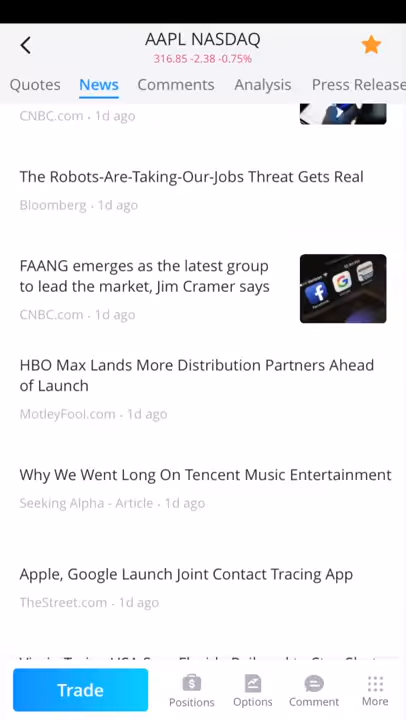 AAPL NASDAQ
316.85 -2.38 -0.75%
Quotes News Comments Analysis Press Release
CNBC.com - 1d ago
The Robots-Are-Taking-Our-Jobs Threat Gets Real
Bloomberg - 1d ago
FAANG emerges as the latest group
to lead the market, Jim Cramer says
CNBC.com - 1d ago
HBO Max Lands More Distribution Partners Ahead
of Launch
MotleyFool.com - 1d ago
Why We Went Long On Tencent Music Entertainment
Seeking Alpha - Article - 1d ago
Apple, Google Launch Joint Contact Tracing App
TheStreet.com - 1d ago
Trade
Positions Options Comment More